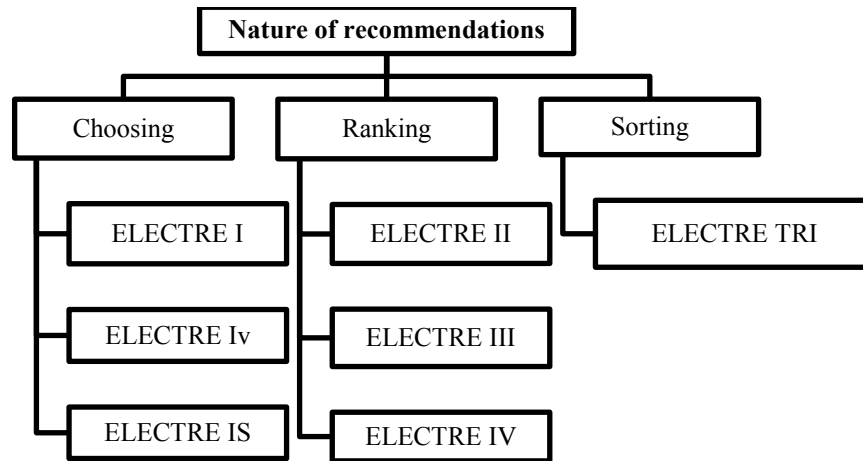 Nature of recommendations
Choosing
Ranking
Sorting
ELECTRE I
ELECTRE II
ELECTRE TRI
ELECTRE Iv
ELECTRE III
ELECTRE IS
ELECTRE IV